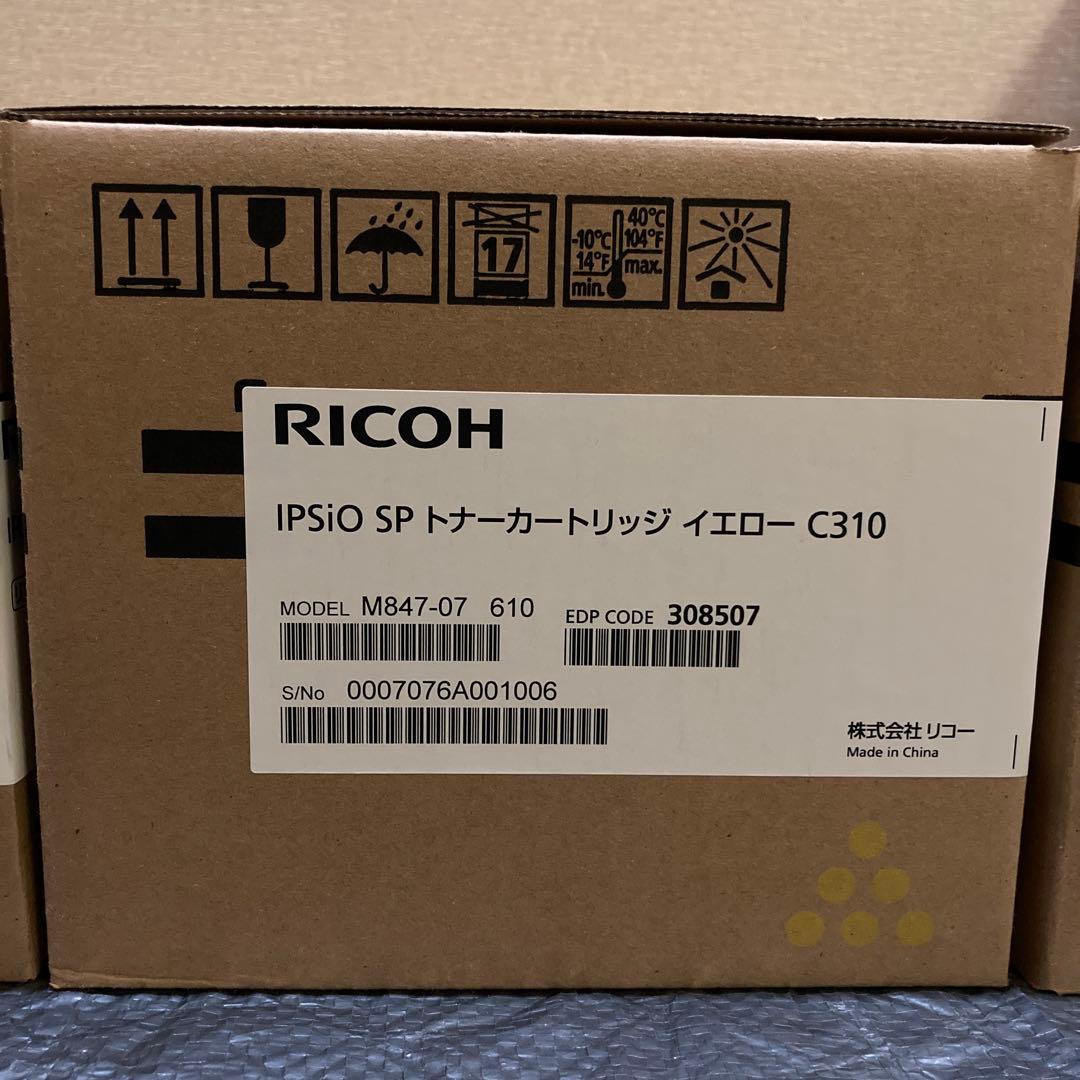 17
-10℃
14°F
min.
40℃
104°F
max.
RICOH
IPSiO SP トナーカートリッジ イエロー C310
MODEL M847-07 610
EDP CODE 308507
S/No 0007076A001006
株式会社 リコー
Made in China